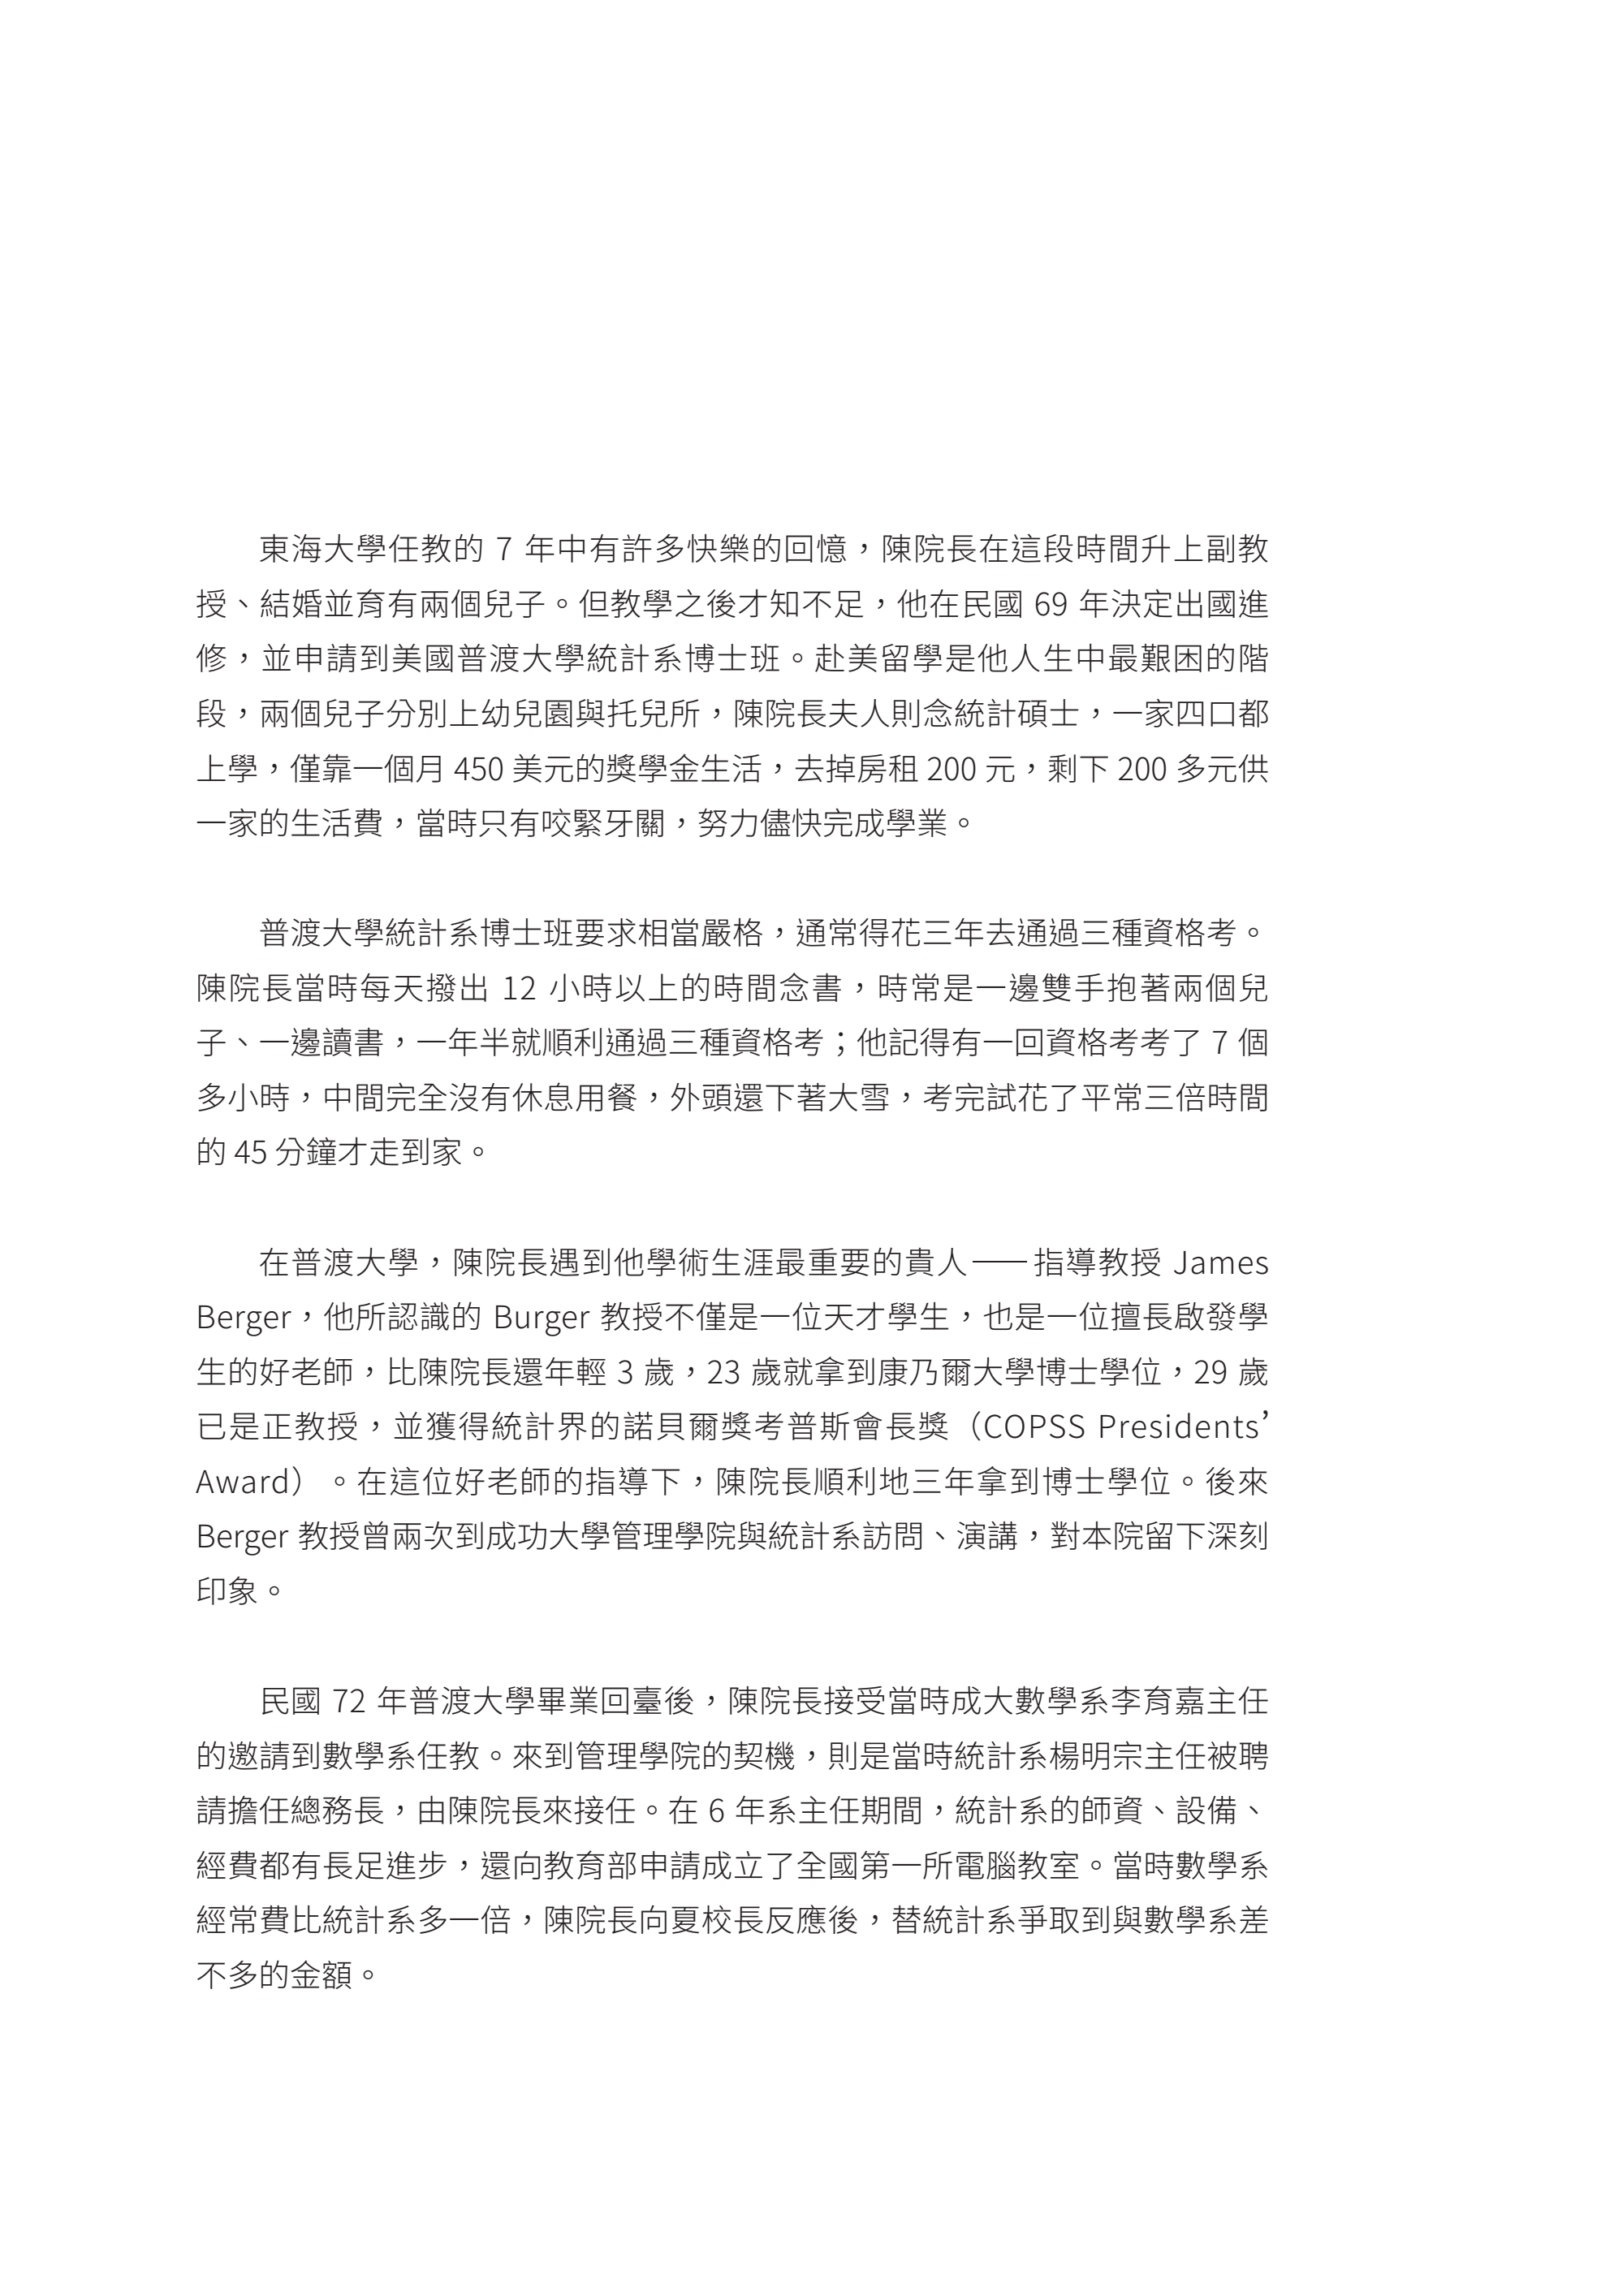 東海大學任教的 7 年中有許多快樂的回憶，陳院長在這段時間升上副教
授、結婚並育有兩個兒子。但教學之後才知不足，他在民國 69 年決定出國進
修，並申請到美國普渡大學統計系博士班。赴美留學是他人生中最艱困的階
段，兩個兒子分別上幼兒園與托兒所，陳院長夫人則念統計碩士，一家四口都
上學，僅靠一個月 450 美元的獎學金生活，去掉房租 200 元，剩下 200 多元供
一家的生活費，當時只有咬緊牙關，努力儘快完成學業。
普渡大學統計系博士班要求相當嚴格，通常得花三年去通過三種資格考。
陳院長當時每天撥出 12 小時以上的時間念書，時常是一邊雙手抱著兩個兒
子、一邊讀書，一年半就順利通過三種資格考；他記得有一回資格考考了 7 個
多小時，中間完全沒有休息用餐，外頭還下著大雪，考完試花了平常三倍時間
的 45 分鐘才走到家。
在普渡大學，陳院長遇到他學術生涯最重要的貴人——指導教授 James
Berger，他所認識的 Burger 教授不僅是一位天才學生，也是一位擅長啟發學
生的好老師，比陳院長還年輕 3 歲，23 歲就拿到康乃爾大學博士學位，29 歲
已是正教授，並獲得統計界的諾貝爾獎考普斯會長獎（COPSS Presidents’
Award）。在這位好老師的指導下，陳院長順利地三年拿到博士學位。後來
Berger 教授曾兩次到成功大學管理學院與統計系訪問、演講，對本院留下深刻
印象。
民國 72 年普渡大學畢業回臺後，陳院長接受當時成大數學系李育嘉主任
的邀請到數學系任教。來到管理學院的契機，則是當時統計系楊明宗主任被聘
請擔任總務長，由陳院長來接任。在 6 年系主任期間，統計系的師資、設備、
經費都有長足進步，還向教育部申請成立了全國第一所電腦教室。當時數學系
經常費比統計系多一倍，陳院長向夏校長反應後，替統計系爭取到與數學系差
不多的金額。